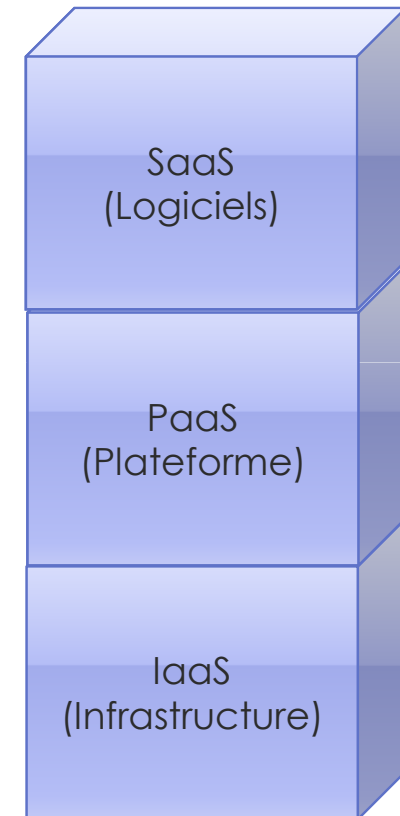 SaaS
(Logiciels)
PaaS
(Plateforme)
IaaS
(Infrastructure)